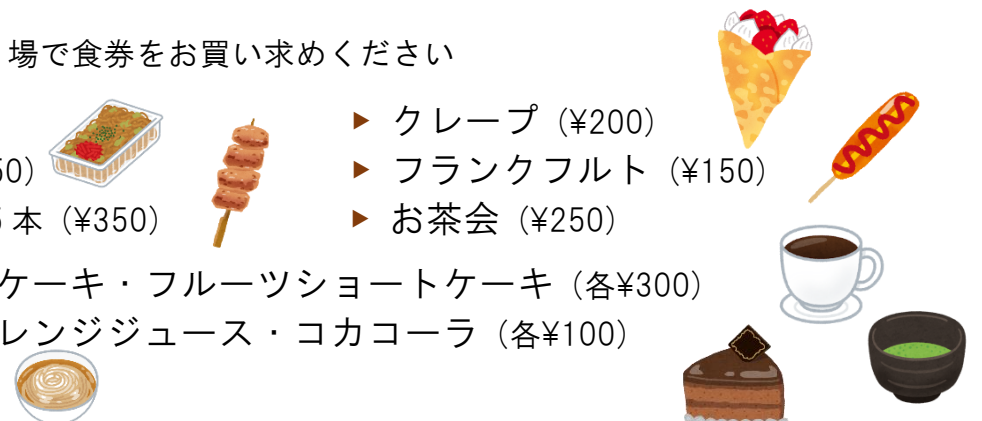 場で食券をお買い求めください
クレープ (¥200)
50)
フランクフルト (¥150)
本 (¥350)
お茶会 (¥250)
ケーキ・フルーツショートケーキ (各¥300)
レンジジュース・コカコーラ (各¥100)